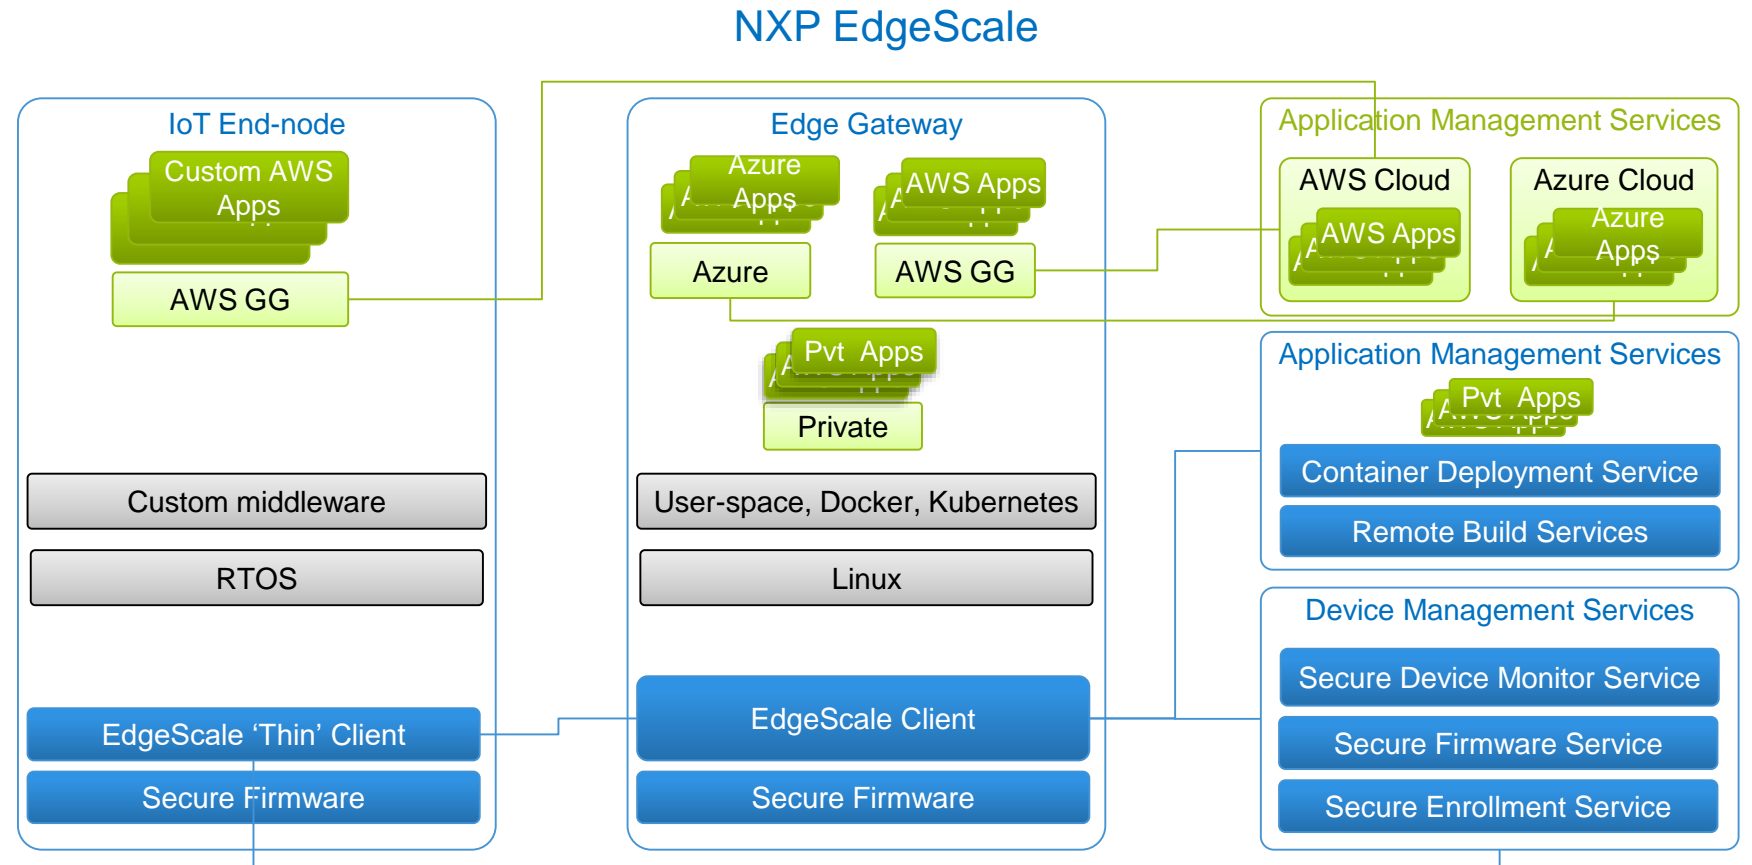 NXP EdgeScale
IoT End-node
Custom AWS
Apps
AWS GG
Custom middleware
RTOS
EdgeScale ‘Thin’ Client
Secure Firmware
Edge Gateway
Azure
Apps
AWS Apps
Azure
AWS GG
Pvt Apps
Private
User-space, Docker, Kubernetes
Linux
EdgeScale Client
Secure Firmware
Application Management Services
AWS Cloud
AWS Apps
Azure Cloud
Azure
Apps
Application Management Services
Pvt Apps
Container Deployment Service
Remote Build Services
Device Management Services
Secure Device Monitor Service
Secure Firmware Service
Secure Enrollment Service